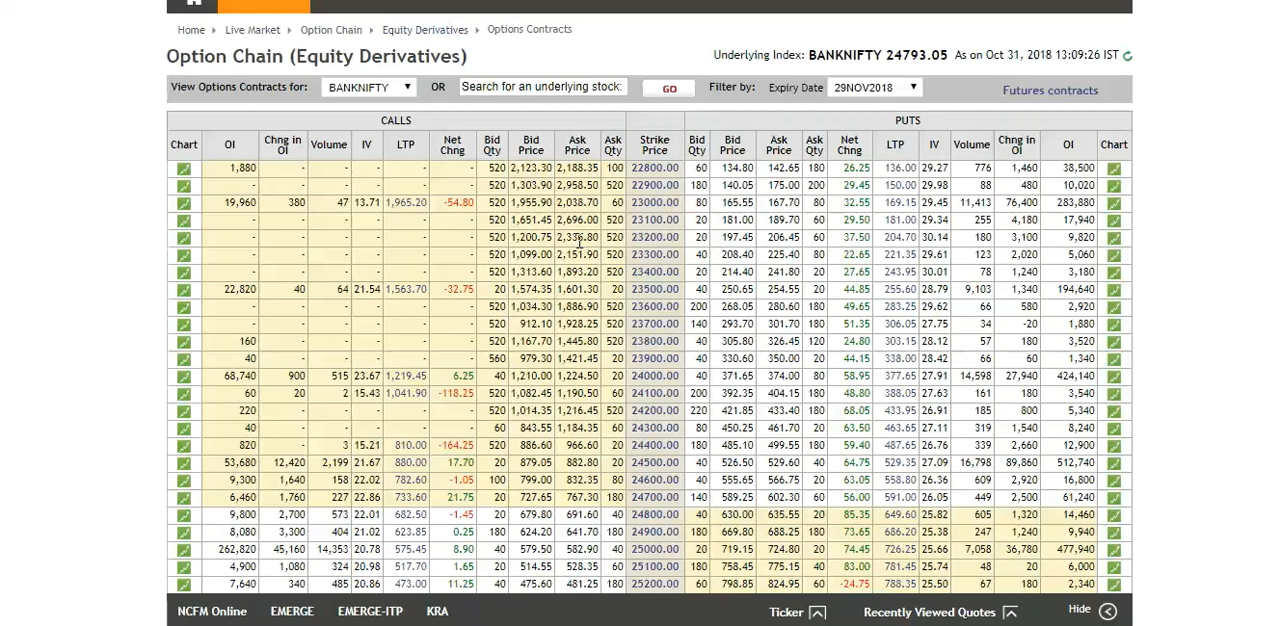 Home › Live Market › Option Chain › Equity Derivatives › Options Contracts
Option Chain (Equity Derivatives) Underlying Index: BANKNIFTY 24793.05 As on Oct 31, 2018 13:09:26 IST
View Options Contracts for: BANKNIFTY OR Search for an underlying stock: GO Filter by: Expiry Date 29NOV2018 Futures contracts
CALLS PUTS
Chart OI Chng in OI Volume IV LTP Net Chng Bid Qty Bid Price Ask Price Ask Qty Strike Price Bid Qty Bid Price Ask Price Ask Qty Net Chng LTP IV Volume Chng in OI OI Chart
1,880 - - - - - 520 2,123.30 2,188.35 100 22800.00 60 134.80 142.65 180 26.25 136.00 29.27 776 1,460 38,500
- - - - - - 520 1,303.90 2,958.50 520 22900.00 180 140.05 175.00 200 29.45 150.00 29.98 88 480 10,020
19,960 380 47 13.71 1,965.20 -54.80 520 1,955.90 2,038.70 60 23000.00 80 165.55 167.70 80 32.55 169.15 29.45 11,413 76,400 283,880
- - - - - - 520 1,651.45 2,696.00 520 23100.00 20 181.00 189.70 60 29.50 181.00 29.34 255 4,180 17,940
- - - - - - 520 1,200.75 2,336.80 520 23200.00 20 197.45 206.45 60 37.50 204.70 30.14 180 3,100 9,820
- - - - - - 520 1,099.00 2,151.90 520 23300.00 40 208.40 225.40 80 22.65 221.35 29.61 123 2,020 5,060
- - - - - - 520 1,313.60 1,893.20 520 23400.00 20 214.40 241.80 20 27.65 243.95 30.01 78 1,240 3,180
22,820 40 64 21.54 1,563.70 -32.75 20 1,574.35 1,601.30 20 23500.00 40 250.65 254.55 20 44.85 255.60 28.79 9,103 1,340 194,640
- - - - - - 520 1,034.30 1,886.90 520 23600.00 200 268.05 280.60 180 49.65 283.25 29.62 66 580 2,920
- - - - - - 520 912.10 1,928.25 520 23700.00 140 293.70 301.70 180 51.35 306.05 27.75 34 -20 1,880
160 - - - - - 520 1,167.70 1,445.80 520 23800.00 40 305.80 326.45 120 24.80 303.15 28.12 57 180 3,520
40 - - - - - 560 979.30 1,421.45 20 23900.00 40 330.60 350.00 20 44.15 338.00 28.42 66 60 1,340
68,740 900 515 23.67 1,219.45 6.25 40 1,210.00 1,224.50 20 24000.00 40 371.65 374.00 80 58.95 377.65 27.91 14,598 27,940 424,140
60 20 2 15.43 1,041.90 -118.25 520 1,082.45 1,190.50 60 24100.00 200 392.35 404.15 180 48.80 388.05 27.63 161 180 3,540
220 - - - - - 520 1,014.35 1,216.45 520 24200.00 220 421.85 433.40 180 68.05 433.95 26.91 185 800 5,340
40 - - - - - 60 843.55 1,184.35 60 24300.00 80 450.25 461.70 20 63.50 463.65 27.11 319 1,540 8,240
820 - 3 15.21 810.00 -164.25 520 886.60 966.60 20 24400.00 180 485.10 499.55 180 59.40 487.65 26.76 339 2,660 12,900
53,680 12,420 2,199 21.67 880.00 17.70 20 879.05 882.80 20 24500.00 40 526.50 529.60 40 64.75 529.35 27.09 16,798 89,860 512,740
9,300 1,640 158 22.02 782.60 -1.05 100 799.00 832.35 80 24600.00 40 555.65 566.75 20 63.05 558.80 26.36 609 2,920 16,800
6,460 1,760 227 22.86 733.60 21.75 20 727.65 767.30 180 24700.00 140 589.25 602.30 60 56.00 591.00 26.05 449 2,500 61,240
9,800 2,700 573 22.01 682.50 -1.45 20 679.80 691.60 40 24800.00 40 630.00 635.55 20 85.35 649.60 25.82 605 1,320 14,460
8,080 3,300 404 21.02 623.85 0.25 180 624.20 641.70 180 24900.00 180 669.80 688.25 180 73.65 686.20 25.38 247 1,240 9,940
262,820 45,160 14,353 20.78 575.45 8.90 40 579.50 582.90 40 25000.00 20 719.15 724.80 20 74.45 726.25 25.66 7,058 36,780 477,940
4,900 1,080 324 20.98 517.70 1.65 20 514.55 528.35 60 25100.00 180 758.45 775.15 40 83.00 781.45 25.74 48 20 6,000
7,640 340 485 20.86 473.00 11.25 40 475.60 481.25 180 25200.00 60 798.85 824.95 60 -24.75 788.35 25.50 67 180 2,340
NCFM Online EMERGE EMERGE-ITP KRA Ticker Recently Viewed Quotes Hide